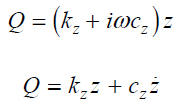 Q = (k_z + iωc_z) z
Q = k_z z + c_z ż